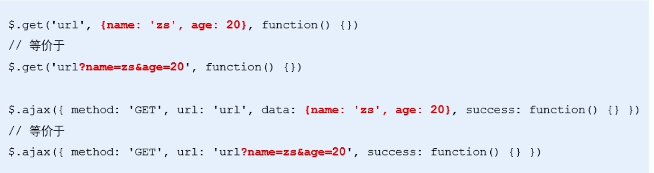 $.get('url', {name: 'zs', age: 20}, function() {})
// 等价于
$.get('url?name=zs&age=20', function() {})
$.ajax({ method: 'GET', url: 'url', data: {name: 'zs', age: 20}, success: function() {} })
// 等价于
$.ajax({ method: 'GET', url: 'url?name=zs&age=20', success: function() {} })